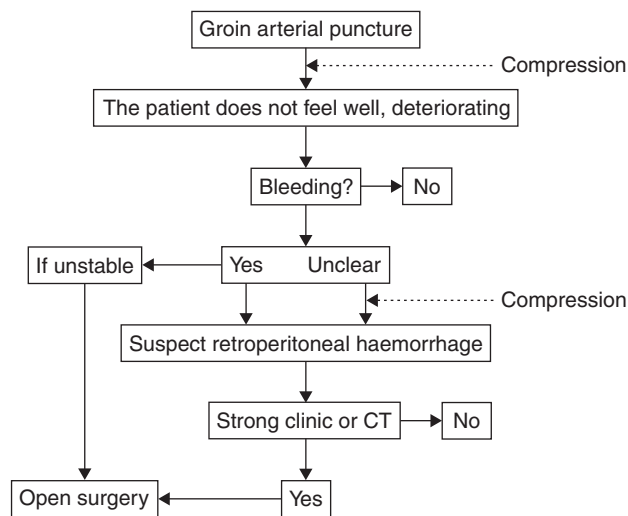 Groin arterial puncture
Compression
The patient does not feel well, deteriorating
Bleeding?
No
If unstable
Yes
Unclear
Compression
Suspect retroperitoneal haemorrhage
Strong clinic or CT
No
Open surgery
Yes